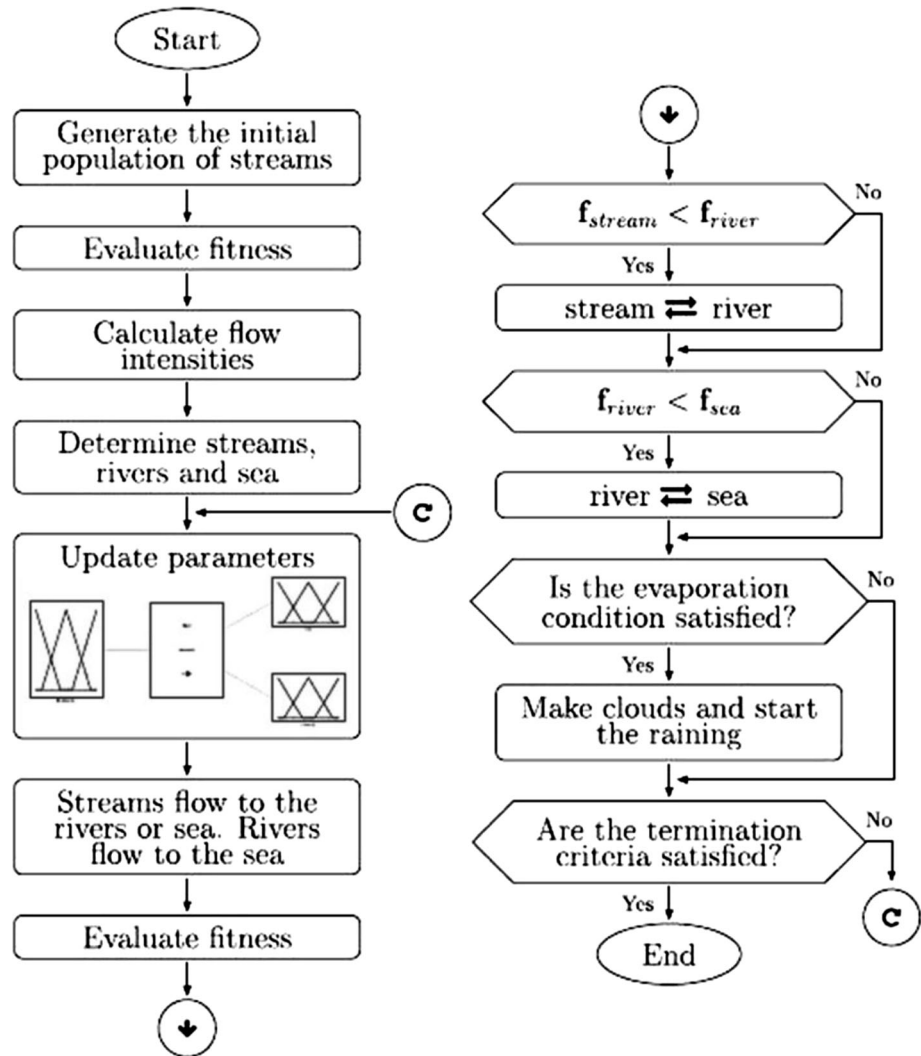 Start
Generate the initial
population of streams
Evaluate fitness
Calculate flow
intensities
Determine streams,
rivers and sea
Update parameters
Streams flow to the
rivers or sea. Rivers
flow to the sea
Evaluate fitness
f_stream < f_river
No
Yes
stream ⇄ river
f_river < f_sea
No
Yes
river ⇄ sea
Is the evaporation
condition satisfied?
No
Yes
Make clouds and start
the raining
Are the termination
criteria satisfied?
No
Yes
End